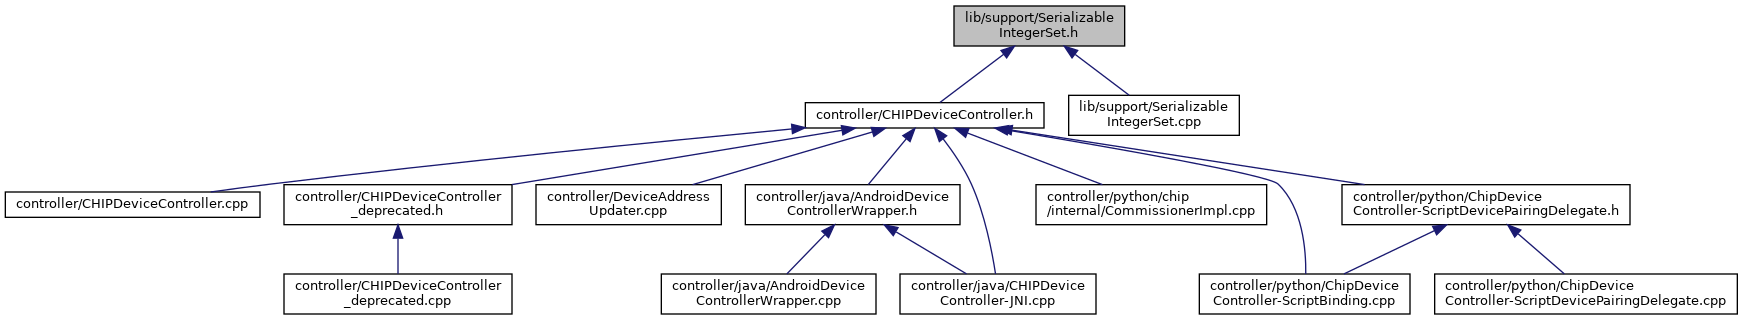 lib/support/Serializable
IntegerSet.h
controller/CHIPDeviceController.h
lib/support/Serializable
IntegerSet.cpp
controller/CHIPDeviceController.cpp
controller/CHIPDeviceController
_deprecated.h
controller/DeviceAddress
Updater.cpp
controller/java/AndroidDevice
ControllerWrapper.h
controller/python/chip
/internal/CommissionerImpl.cpp
controller/python/ChipDevice
Controller-ScriptDevicePairingDelegate.h
controller/CHIPDeviceController
_deprecated.cpp
controller/java/AndroidDevice
ControllerWrapper.cpp
controller/java/CHIPDevice
Controller-JNI.cpp
controller/python/ChipDevice
Controller-ScriptBinding.cpp
controller/python/ChipDevice
Controller-ScriptDevicePairingDelegate.cpp